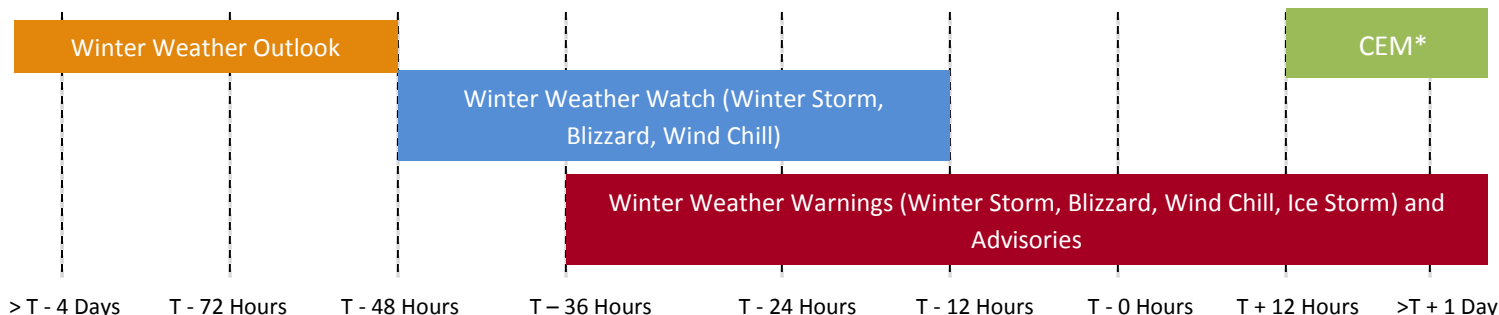 Winter Weather Outlook
CEM*
Winter Weather Watch (Winter Storm,
Blizzard, Wind Chill)
Winter Weather Warnings (Winter Storm, Blizzard, Wind Chill, Ice Storm) and
Advisories
> T - 4 Days
T - 72 Hours
T - 48 Hours
T – 36 Hours
T - 24 Hours
T - 12 Hours
T - 0 Hours
T + 12 Hours
>T + 1 Day